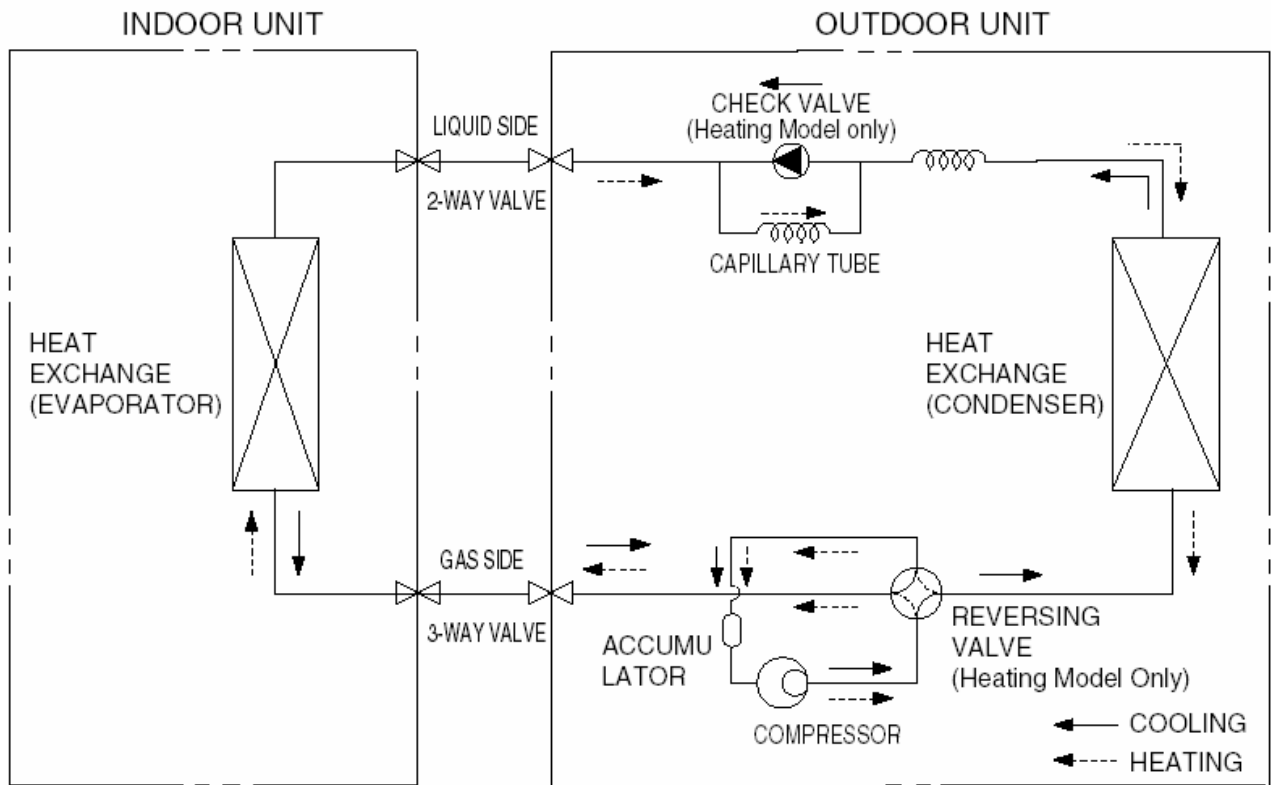 INDOOR UNIT
OUTDOOR UNIT
CHECK VALVE
(Heating Model only)
LIQUID SIDE
2-WAY VALVE
CAPILLARY TUBE
HEAT
EXCHANGE
(EVAPORATOR)
HEAT
EXCHANGE
(CONDENSER)
GAS SIDE
3-WAY VALVE
ACCUMU
LATOR
COMPRESSOR
REVERSING
VALVE
(Heating Model Only)
COOLING
HEATING